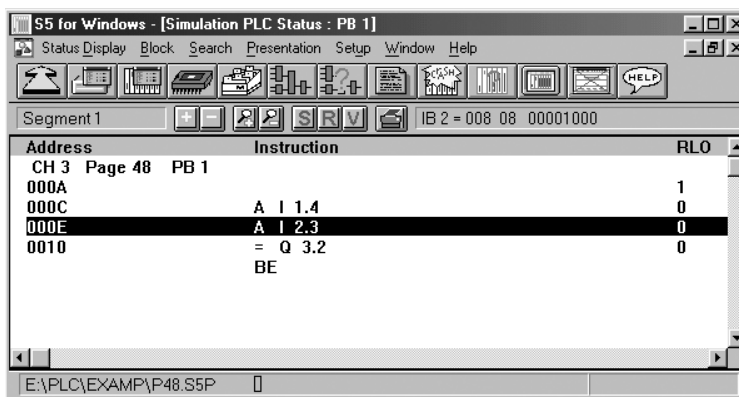 S5 for Windows - [Simulation PLC Status : PB 1]
Status Display Block Search Presentation Setup Window Help
CRASH HELP
Segment 1 + - S R V IB 2 = 008 08 00001000
Address Instruction RLO
CH 3 Page 48 PB 1
000A 1
000C A I 1.4 0
000E A I 2.3 0
0010 = Q 3.2 0
BE
E:\PLC\EXAMP\P48.S5P